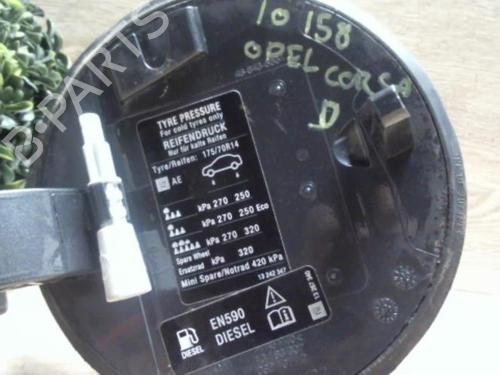 10 158
OPEL CORSA
D
TYRE PRESSURE
For cold tyres only
REIFENDRUCK
Nur für kalte Reifen
Tyre/Reifen: 175/70R14
AE
kPa 270 250
kPa 270 250 Eco
kPa 270 320
Spare Wheel
Ersatzrad kPa 320
Mini Spare/Notrad 420 kPa
13 242 347
EN590
DIESEL
DIESEL
B-PARTS